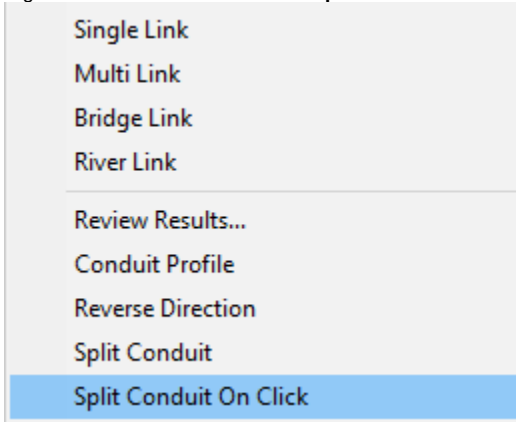 Single Link
Multi Link
Bridge Link
River Link
Review Results...
Conduit Profile
Reverse Direction
Split Conduit
Split Conduit On Click